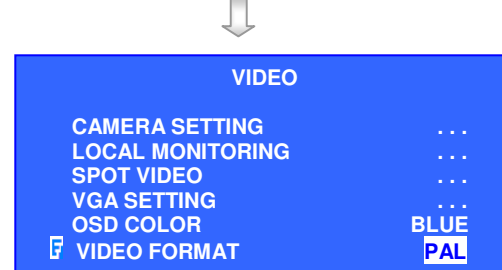 VIDEO
CAMERA SETTING . . .
LOCAL MONITORING . . .
SPOT VIDEO . . .
VGA SETTING . . .
OSD COLOR BLUE
VIDEO FORMAT PAL